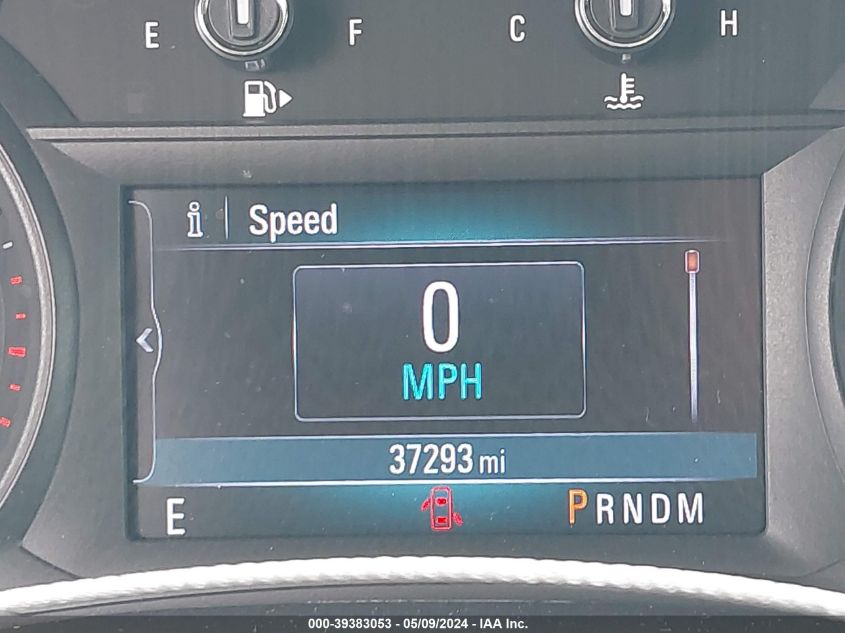 E F C H
i Speed
0
MPH
37293 mi
E PRNDM
000-39383053 - 05/09/2024 - IAA Inc.